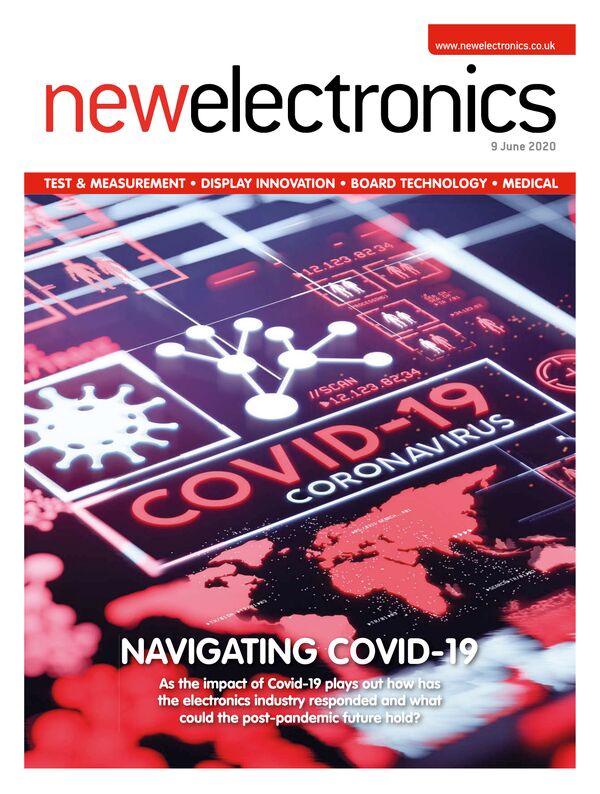 www.newelectronics.co.uk
newelectronics
9 June 2020
TEST & MEASUREMENT • DISPLAY INNOVATION • BOARD TECHNOLOGY • MEDICAL
12.123.8234
//SCAN
12.123.8234
COVID-19
CORONAVIRUS
NAVIGATING COVID-19
As the impact of Covid-19 plays out how has
the electronics industry responded and what
could the post-pandemic future hold?